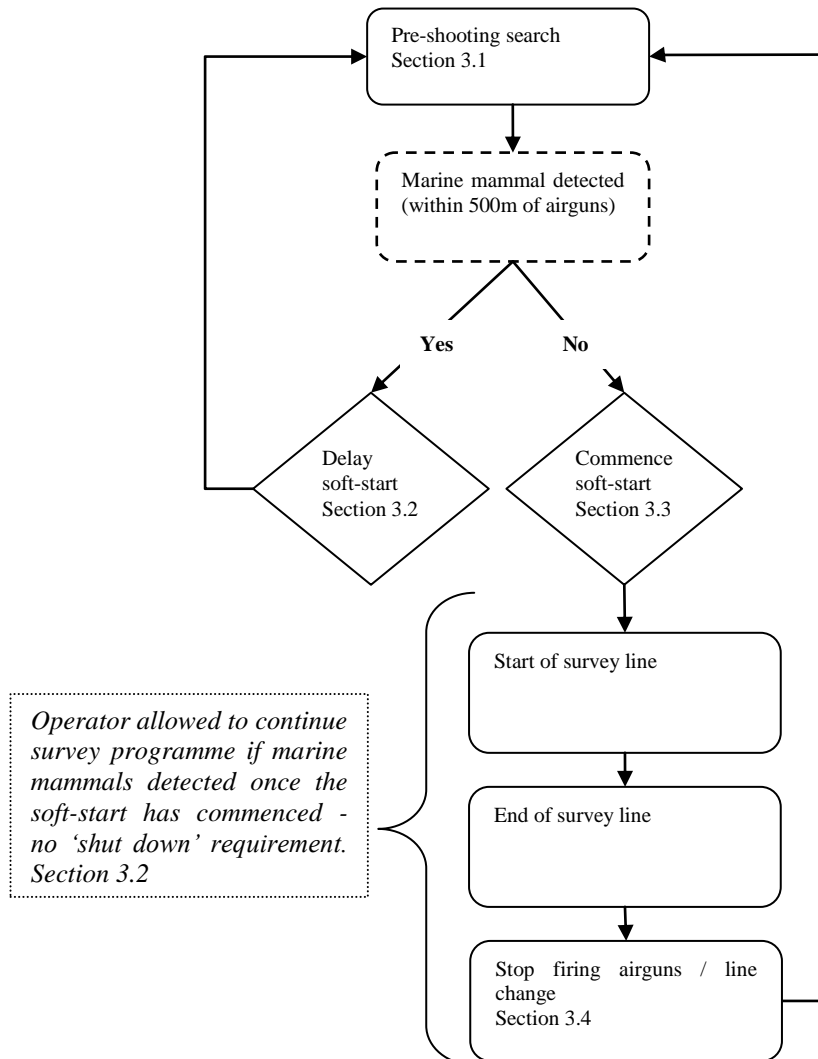 Pre-shooting search
Section 3.1
Marine mammal detected
(within 500m of airguns)
Yes
No
Delay
soft-start
Section 3.2
Commence
soft-start
Section 3.3
Start of survey line
Operator allowed to continue
survey programme if marine
mammals detected once the
soft-start has commenced -
no ‘shut down’ requirement.
Section 3.2
End of survey line
Stop firing airguns / line
change
Section 3.4